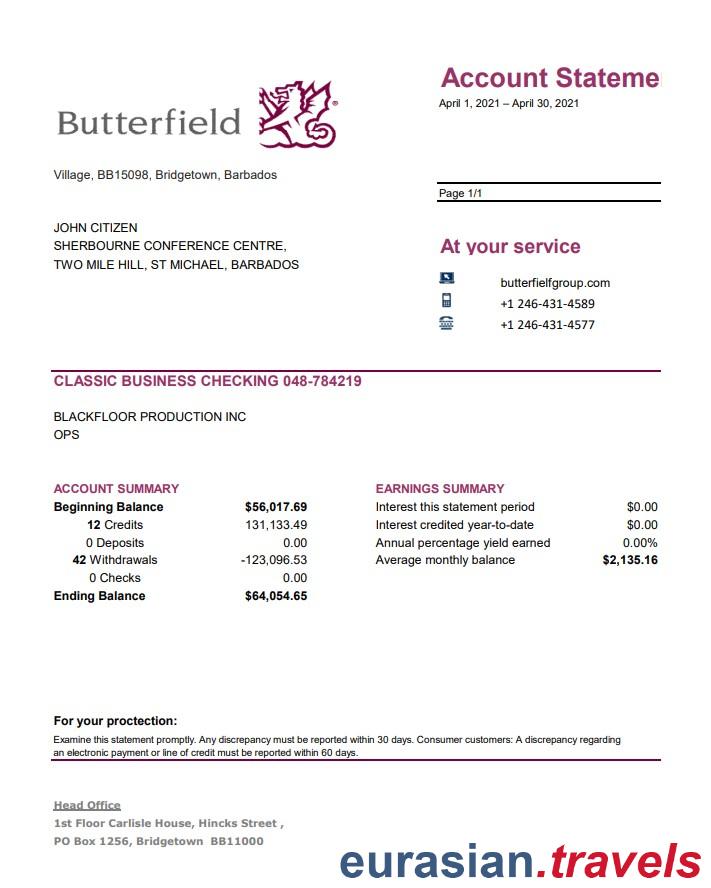 Account Stateme
April 1, 2021 – April 30, 2021
Butterfield
®
Village, BB15098, Bridgetown, Barbados
Page 1/1
JOHN CITIZEN
SHERBOURNE CONFERENCE CENTRE,
TWO MILE HILL, ST MICHAEL, BARBADOS
At your service
butterfielfgroup.com
+1 246-431-4589
+1 246-431-4577
CLASSIC BUSINESS CHECKING 048-784219
BLACKFLOOR PRODUCTION INC
OPS
ACCOUNT SUMMARY
Beginning Balance $56,017.69
12 Credits 131,133.49
0 Deposits 0.00
42 Withdrawals -123,096.53
0 Checks 0.00
Ending Balance $64,054.65
EARNINGS SUMMARY
Interest this statement period $0.00
Interest credited year-to-date $0.00
Annual percentage yield earned 0.00%
Average monthly balance $2,135.16
For your proctection:
Examine this statement promptly. Any discrepancy must be reported within 30 days. Consumer customers: A discrepancy regarding
an electronic payment or line of credit must be reported within 60 days.
Head Office
1st Floor Carlisle House, Hincks Street ,
PO Box 1256, Bridgetown BB11000
eurasian.travels